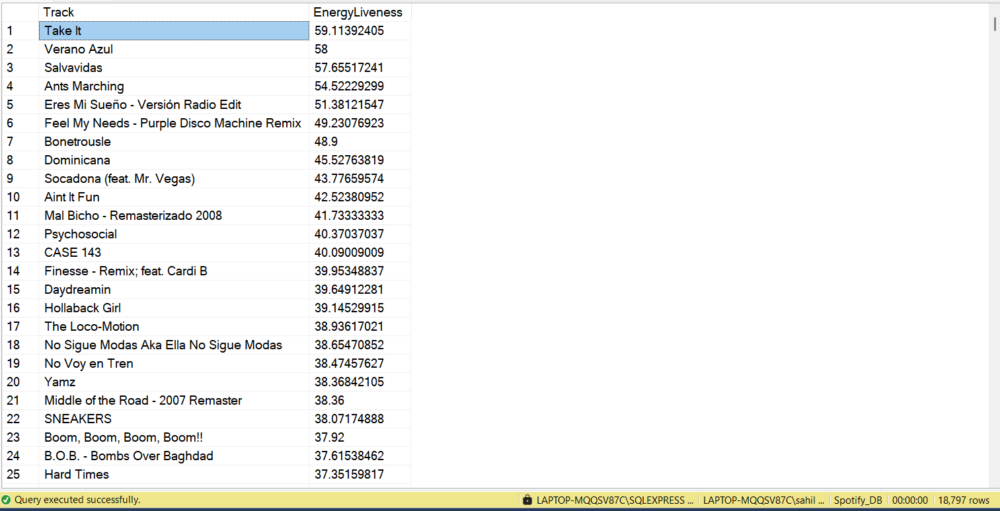 Track EnergyLiveness
1 Take It 59.11392405
2 Verano Azul 58
3 Salvavidas 57.65517241
4 Ants Marching 54.52229299
5 Eres Mi Sueño - Versión Radio Edit 51.38121547
6 Feel My Needs - Purple Disco Machine Remix 49.23076923
7 Bonetrousle 48.9
8 Dominicana 45.52763819
9 Socadona (feat. Mr. Vegas) 43.77659574
10 Aint It Fun 42.52380952
11 Mal Bicho - Remasterizado 2008 41.73333333
12 Psychosocial 40.37037037
13 CASE 143 40.09009009
14 Finesse - Remix; feat. Cardi B 39.95348837
15 Daydreamin 39.64912281
16 Hollaback Girl 39.14529915
17 The Loco-Motion 38.93617021
18 No Sigue Modas Aka Ella No Sigue Modas 38.65470852
19 No Voy en Tren 38.47457627
20 Yamz 38.36842105
21 Middle of the Road - 2007 Remaster 38.36
22 SNEAKERS 38.07174888
23 Boom, Boom, Boom, Boom!! 37.92
24 B.O.B. - Bombs Over Baghdad 37.61538462
25 Hard Times 37.35159817
Query executed successfully. LAPTOP-MQQSV87C\SQLEXPRESS ... LAPTOP-MQQSV87C\sahil ... Spotify_DB 00:00:00 18,797 rows